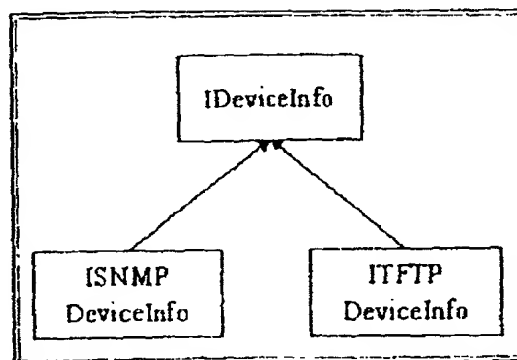 IDeviceInfo
ISNMP
DeviceInfo
ITFTP
DeviceInfo